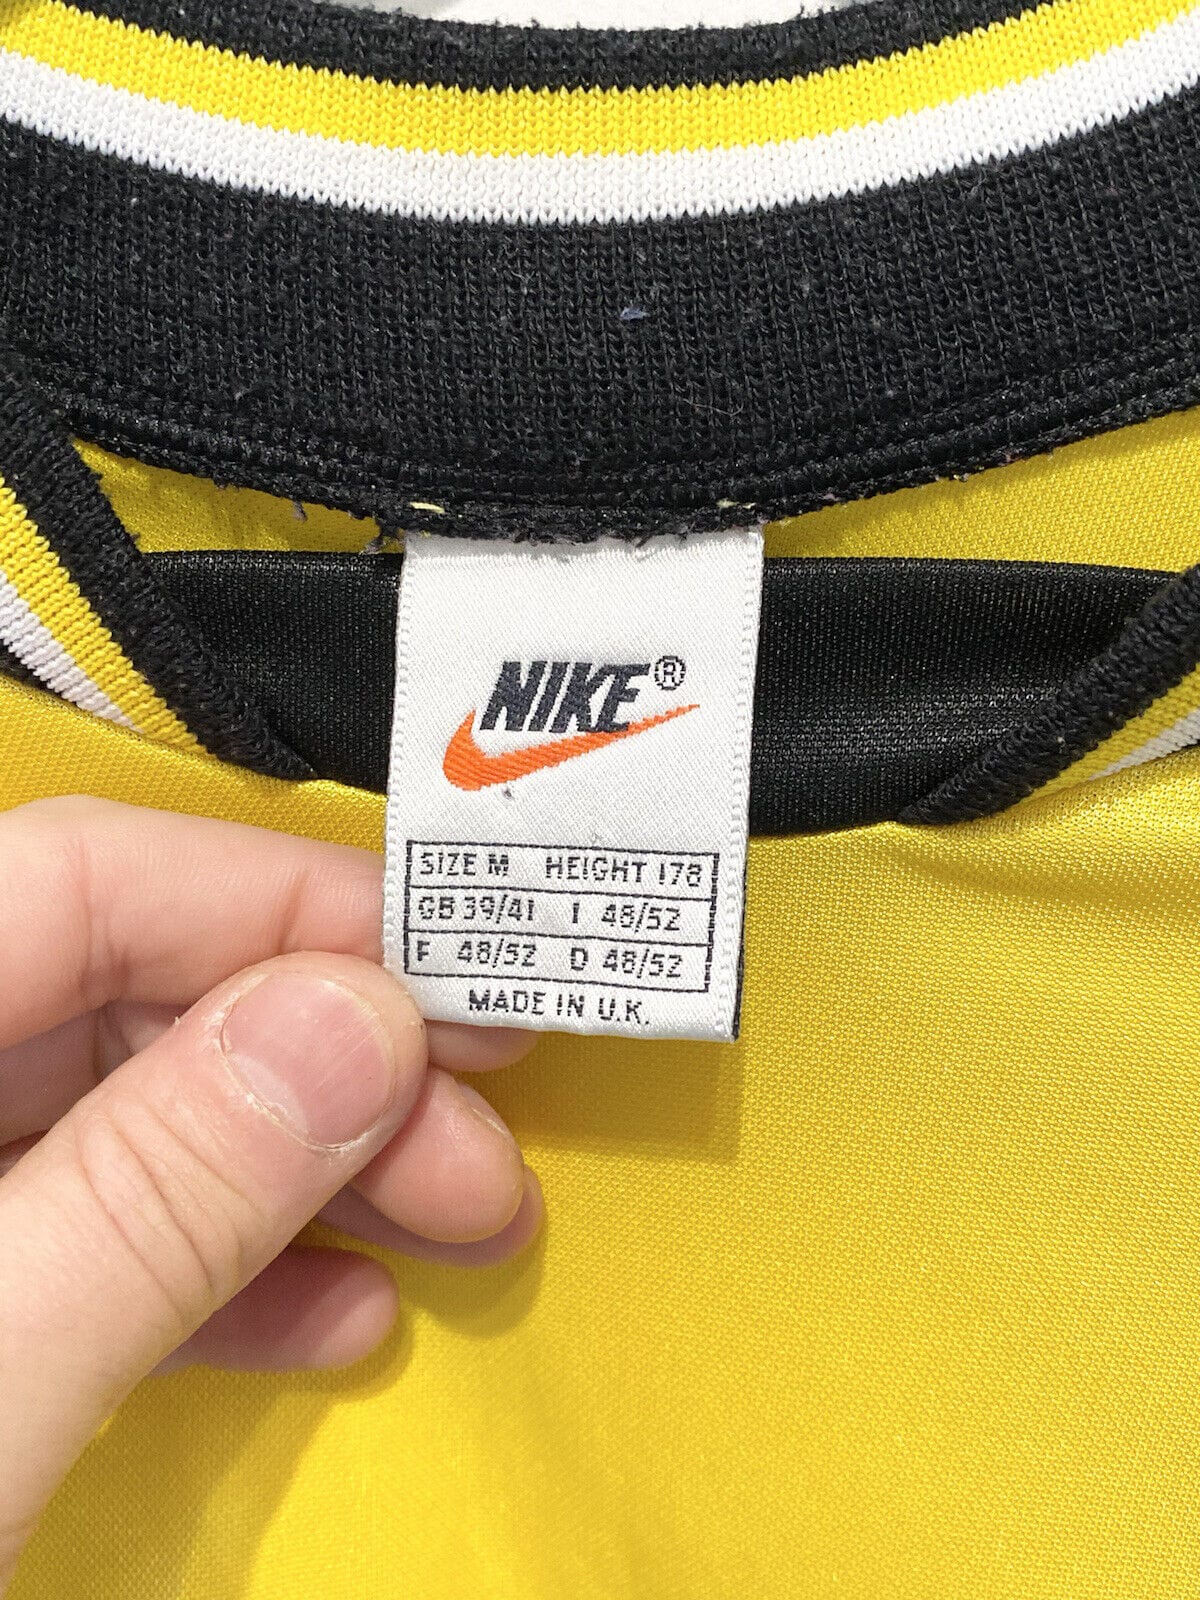 NIKE®
SIZE M HEIGHT 178
GB 39/41 I 48/52
F 48/52 D 48/52
MADE IN U.K.